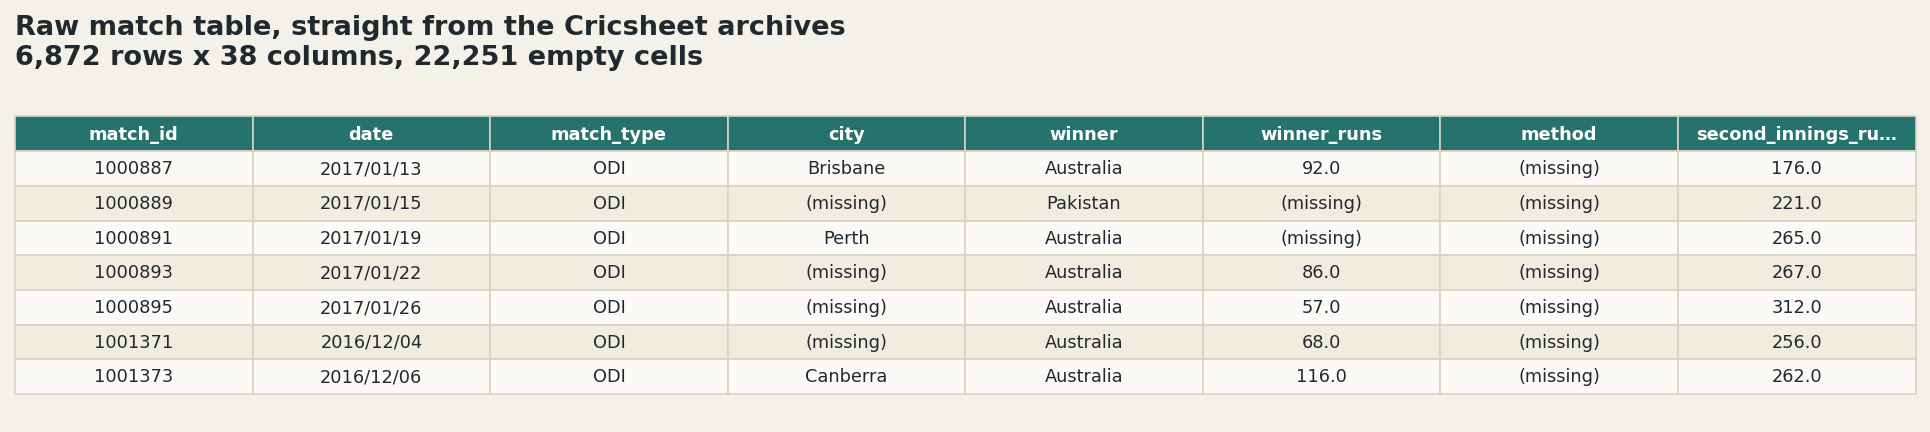 Raw match table, straight from the Cricsheet archives
6,872 rows x 38 columns, 22,251 empty cells
match_id date match_type city winner winner_runs method second_innings_ru...
1000887 2017/01/13 ODI Brisbane Australia 92.0 (missing) 176.0
1000889 2017/01/15 ODI (missing) Pakistan (missing) (missing) 221.0
1000891 2017/01/19 ODI Perth Australia (missing) (missing) 265.0
1000893 2017/01/22 ODI (missing) Australia 86.0 (missing) 267.0
1000895 2017/01/26 ODI (missing) Australia 57.0 (missing) 312.0
1001371 2016/12/04 ODI (missing) Australia 68.0 (missing) 256.0
1001373 2016/12/06 ODI Canberra Australia 116.0 (missing) 262.0